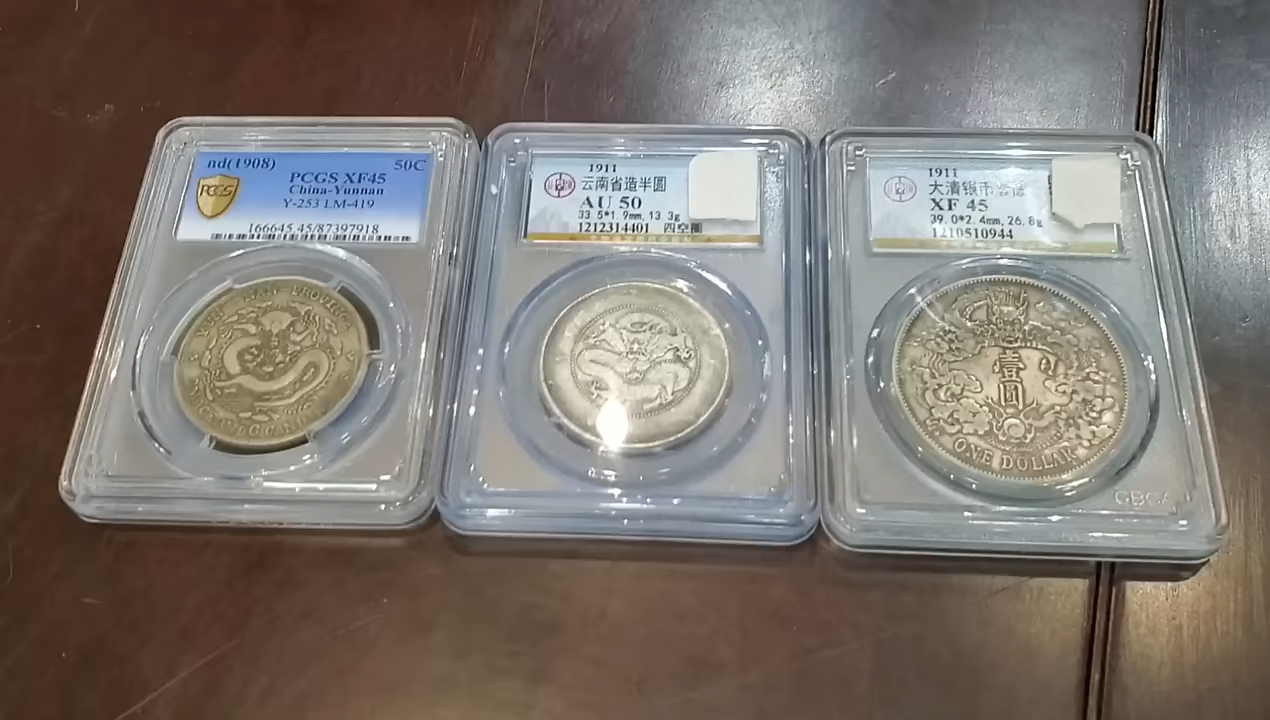 nd(1908) 50C
PCGS XF45
China-Yunnan
Y-253 LM-419
166645.45/87397918
PCGS
1911
云南省造半圆
AU 50
33.5*1.9mm,13.3g
1212314401 四空圈
1911
大清银币
XF 45
39.0*2.4mm,26.8g
1210510944
PROVINCE
壹
圓
ONE DOLLAR
GBCA